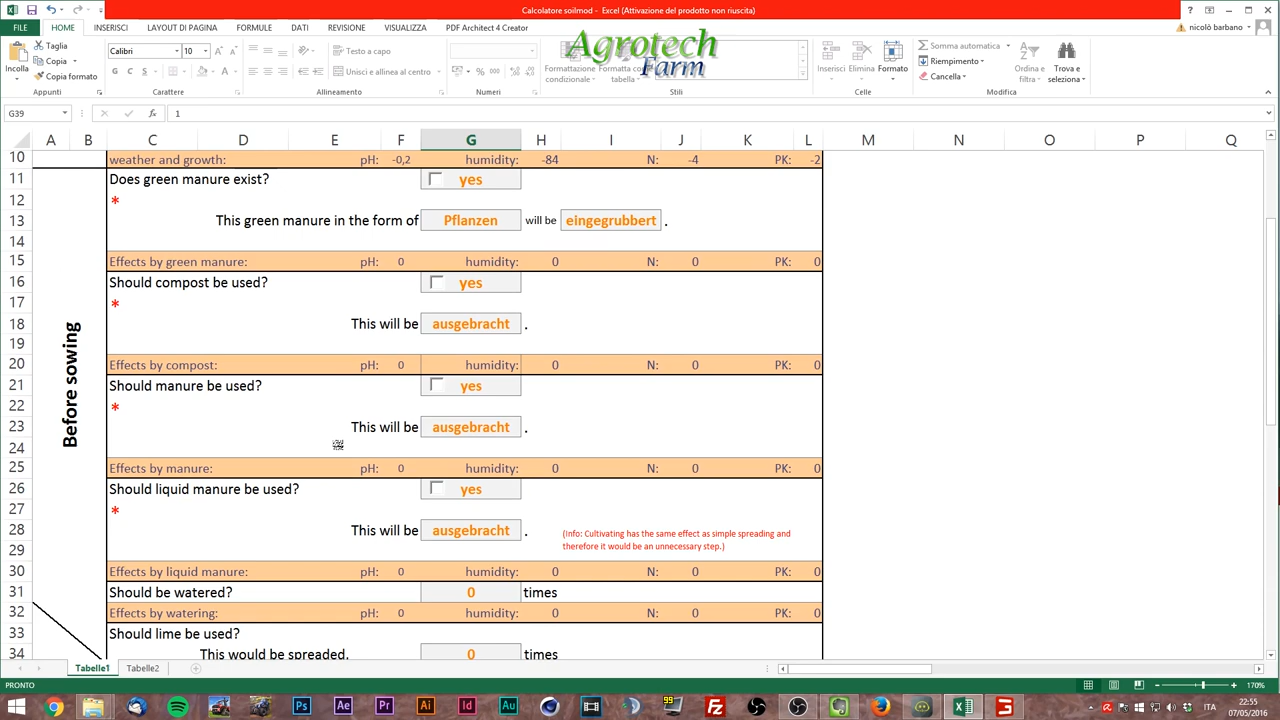 Calcolatore soilmod - Excel (Attivazione del prodotto non riuscita)
FILE HOME INSERISCI LAYOUT DI PAGINA FORMULE DATI REVISIONE VISUALIZZA PDF Architect 4 Creator nicolò barbano
Incolla Taglia Copia Copia formato Appunti
Calibri 10 G C S Carattere
Testo a capo Unisci e allinea al centro Allineamento
% 000 Numeri
Formattazione condizionale Formatta come tabella Stili
Agrotech Farm
Inserisci Elimina Formato Celle
Somma automatica Riempimento Cancella Ordina e filtra Trova e seleziona Modifica
G39 fx 1
A B C D E F G H I J K L M N O P Q
10 weather and growth: pH: -0,2 humidity: -84 N: -4 PK: -2
11 Does green manure exist? yes
12 *
13 This green manure in the form of Pflanzen will be eingegrubbert .
14
15 Effects by green manure: pH: 0 humidity: 0 N: 0 PK: 0
16 Should compost be used? yes
17 *
18 This will be ausgebracht .
19
20 Effects by compost: pH: 0 humidity: 0 N: 0 PK: 0
21 Should manure be used? yes
22 *
23 This will be ausgebracht .
24
25 Effects by manure: pH: 0 humidity: 0 N: 0 PK: 0
26 Should liquid manure be used? yes
27 *
28 This will be ausgebracht . (Info: Cultivating has the same effect as simple spreading and
29 therefore it would be an unnecessary step.)
30 Effects by liquid manure: pH: 0 humidity: 0 N: 0 PK: 0
31 Should be watered? 0 times
32 Effects by watering: pH: 0 humidity: 0 N: 0 PK: 0
33 Should lime be used?
34 This would be spreaded. 0 times
Before sowing
Tabelle1 Tabelle2
PRONTO 170%
Ps Ae Pr Ai Id Au 99 Fz
22:55
07/05/2016